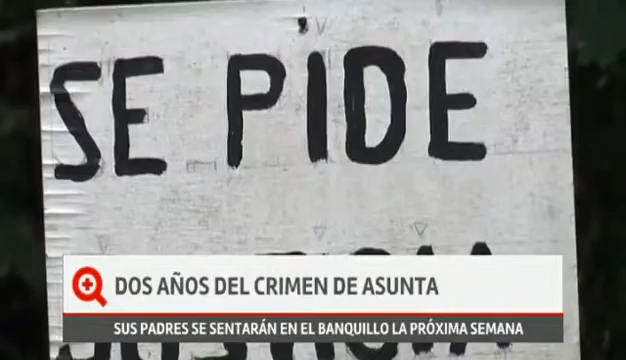 SE PIDE
DOS AÑOS DEL CRIMEN DE ASUNTA
SUS PADRES SE SENTARÁN EN EL BANQUILLO LA PRÓXIMA SEMANA